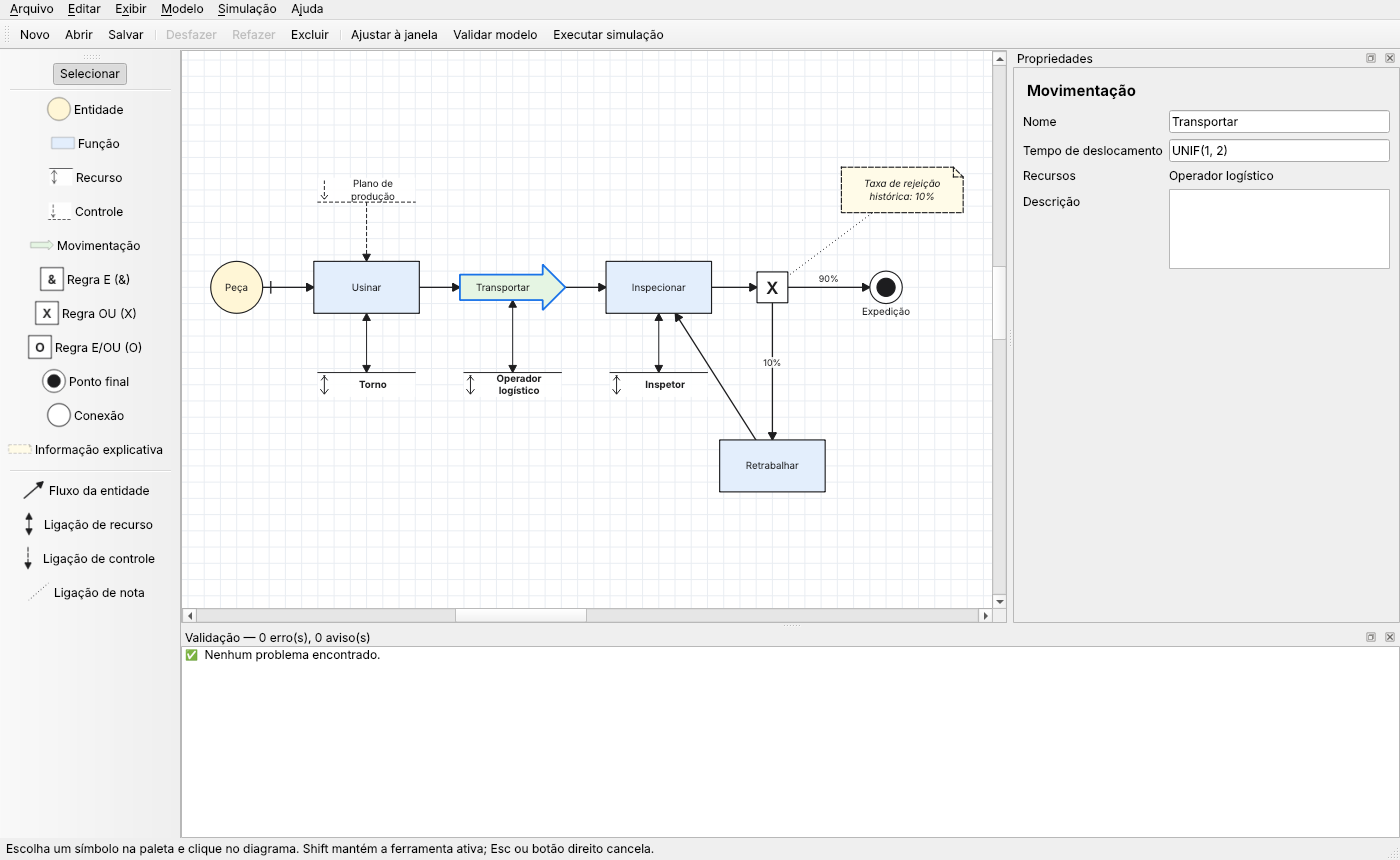 Arquivo Editar Exibir Modelo Simulação Ajuda
Novo Abrir Salvar Desfazer Refazer Excluir Ajustar à janela Validar modelo Executar simulação
Selecionar
Entidade
Função
Recurso
Controle
Movimentação
& Regra E (&)
X Regra OU (X)
O Regra E/OU (O)
Ponto final
Conexão
Informação explicativa
Fluxo da entidade
Ligação de recurso
Ligação de controle
Ligação de nota
Plano de
produção
Taxa de rejeição
histórica: 10%
Peça
Usinar
Transportar
Inspecionar
X
90%
Expedição
10%
Torno
Operador
logístico
Inspetor
Retrabalhar
Propriedades
Movimentação
Nome Transportar
Tempo de deslocamento UNIF(1, 2)
Recursos Operador logístico
Descrição
Validação — 0 erro(s), 0 aviso(s)
✅ Nenhum problema encontrado.
Escolha um símbolo na paleta e clique no diagrama. Shift mantém a ferramenta ativa; Esc ou botão direito cancela.